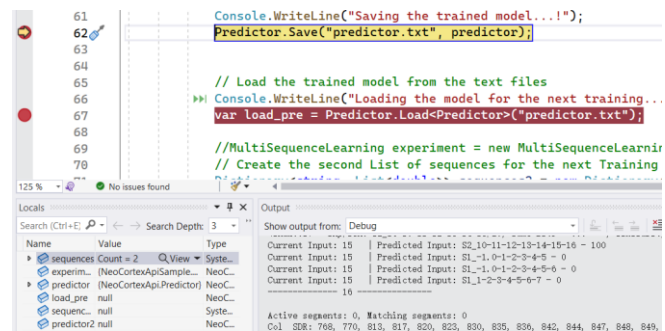 61 Console.WriteLine("Saving the trained model...!");
62 Predictor.Save("predictor.txt", predictor);
63
64
65 // Load the trained model from the text files
66 Console.WriteLine("Loading the model for the next training...
67 var load_pre = Predictor.Load<Predictor>("predictor.txt");
68
69 //MultiSequenceLearning experiment = new MultiSequenceLearnin
70 // Create the second List of sequences for the next Training
125 % No issues found
Locals
Search (Ctrl+E) Search Depth: 3
Name Value Type
sequences Count = 2 View Syste...
experim... {NeoCortexApiSample... NeoC...
predictor {NeoCortexApi.Predictor} NeoC...
load_pre null NeoC...
sequenc... null Syste...
predictor2 null NeoC...
Output
Show output from: Debug
Current Input: 15 | Predicted Input: S2_10-11-12-13-14-15-16 - 100
Current Input: 15 | Predicted Input: S1_-1.0-1-2-3-4-5 - 0
Current Input: 15 | Predicted Input: S1_-1.0-1-2-3-4-5-6 - 0
Current Input: 15 | Predicted Input: S1_1-2-3-4-5-6-7 - 0
-------------- 16 ---------------
Active segments: 0, Matching segments: 0
Col SDR: 768, 770, 813, 817, 820, 823, 830, 835, 836, 842, 844, 847, 848, 849,